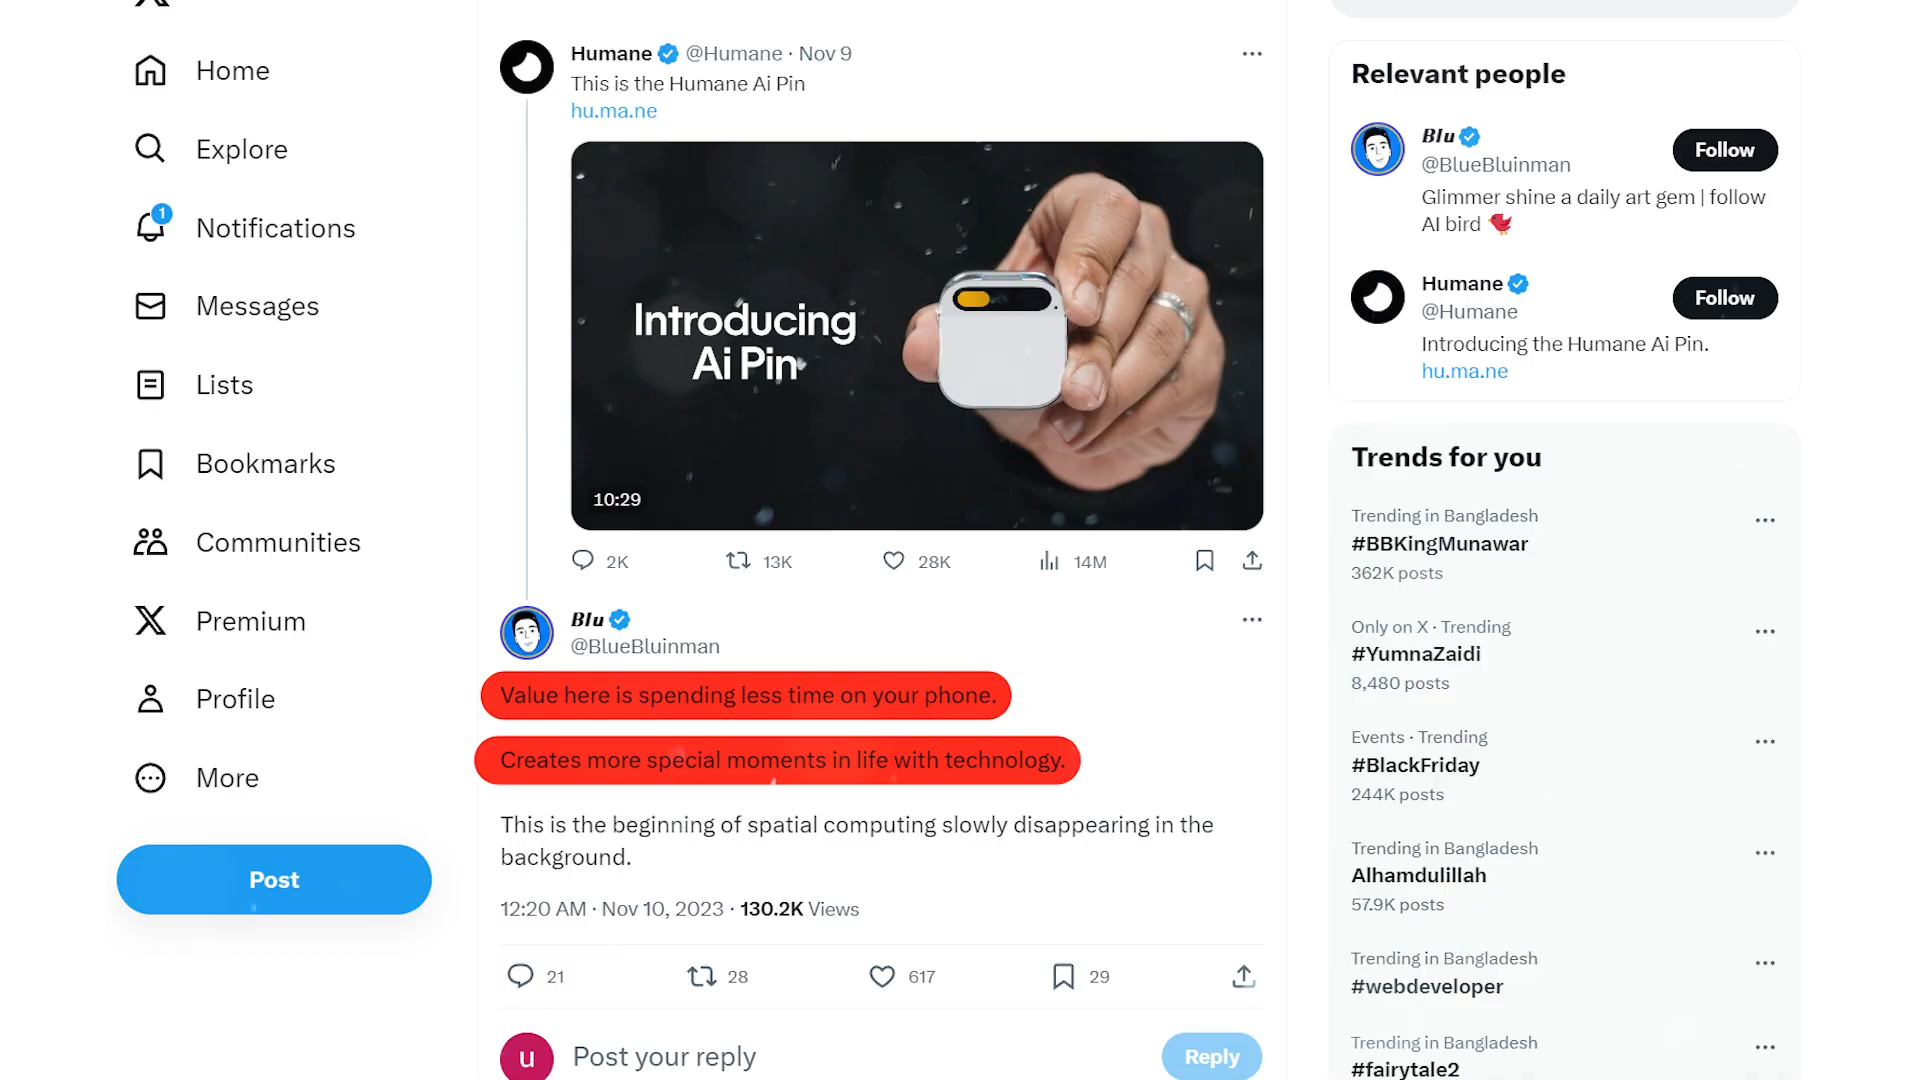 Home
Explore
1
Notifications
Messages
Lists
Bookmarks
Communities
Premium
Profile
More
Post
Humane @Humane · Nov 9
This is the Humane Ai Pin
hu.ma.ne
Introducing
Ai Pin
10:29
2K 13K 28K 14M
Blu
@BlueBluinman
Value here is spending less time on your phone.
Creates more special moments in life with technology.
This is the beginning of spatial computing slowly disappearing in the
background.
12:20 AM · Nov 10, 2023 · 130.2K Views
21 28 617 29
u Post your reply Reply
Relevant people
Blu
@BlueBluinman
Follow
Glimmer shine a daily art gem | follow
AI bird
Humane
@Humane
Follow
Introducing the Humane Ai Pin.
hu.ma.ne
Trends for you
Trending in Bangladesh
#BBKingMunawar
362K posts
Only on X · Trending
#YumnaZaidi
8,480 posts
Events · Trending
#BlackFriday
244K posts
Trending in Bangladesh
Alhamdulillah
57.9K posts
Trending in Bangladesh
#webdeveloper
Trending in Bangladesh
#fairytale2